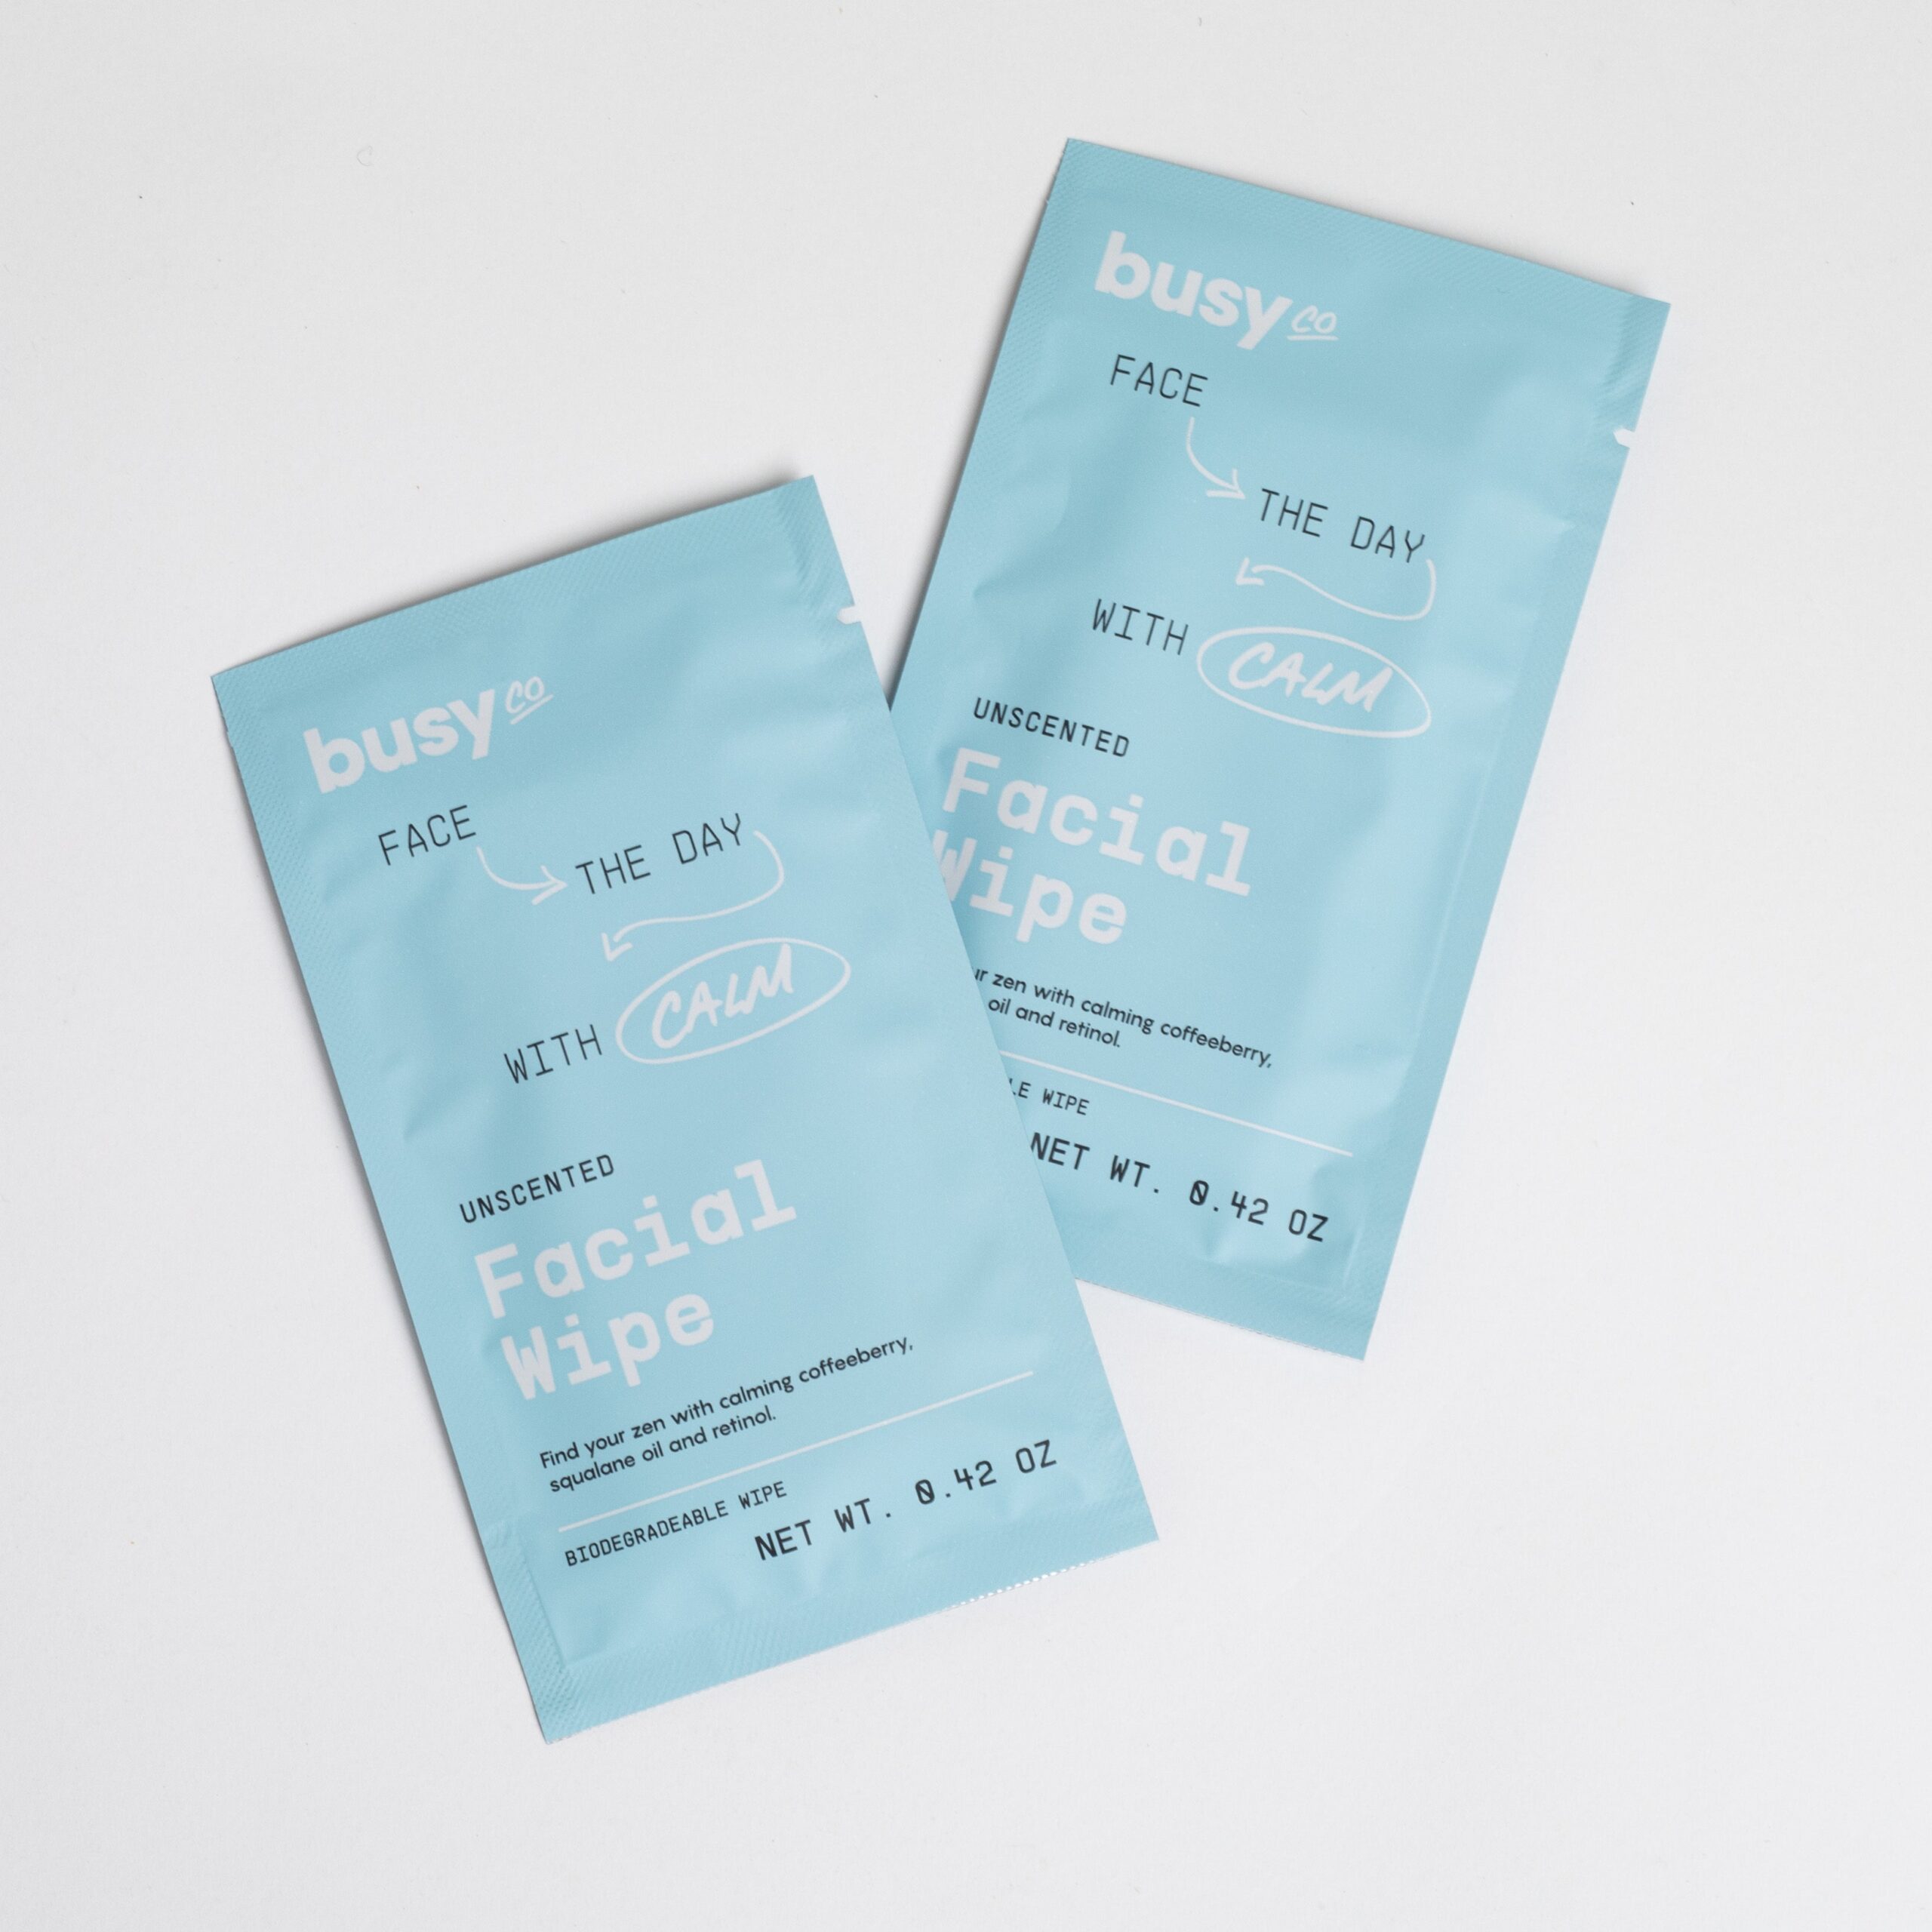 busy co
FACE
THE DAY
WITH CALM
UNSCENTED
Facial
Wipe
Find your zen with calming coffeeberry,
squalane oil and retinol.
BIODEGRADEABLE WIPE
NET WT. 0.42 OZ
busy co
FACE
THE DAY
WITH CALM
UNSCENTED
Facial
Wipe
zen with calming coffeeberry,
oil and retinol.
WIPE
NET WT. 0.42 OZ